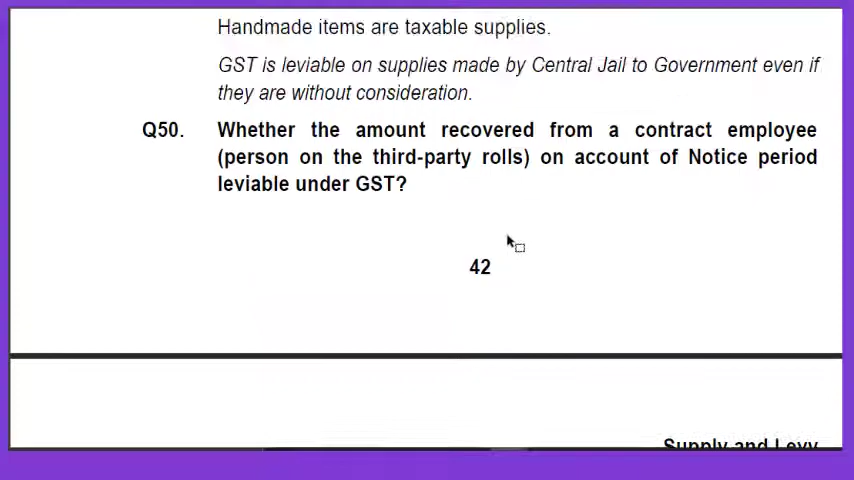 Handmade items are taxable supplies.
GST is leviable on supplies made by Central Jail to Government even if
they are without consideration.
Q50. Whether the amount recovered from a contract employee
(person on the third-party rolls) on account of Notice period
leviable under GST?
42
Supply and Levy